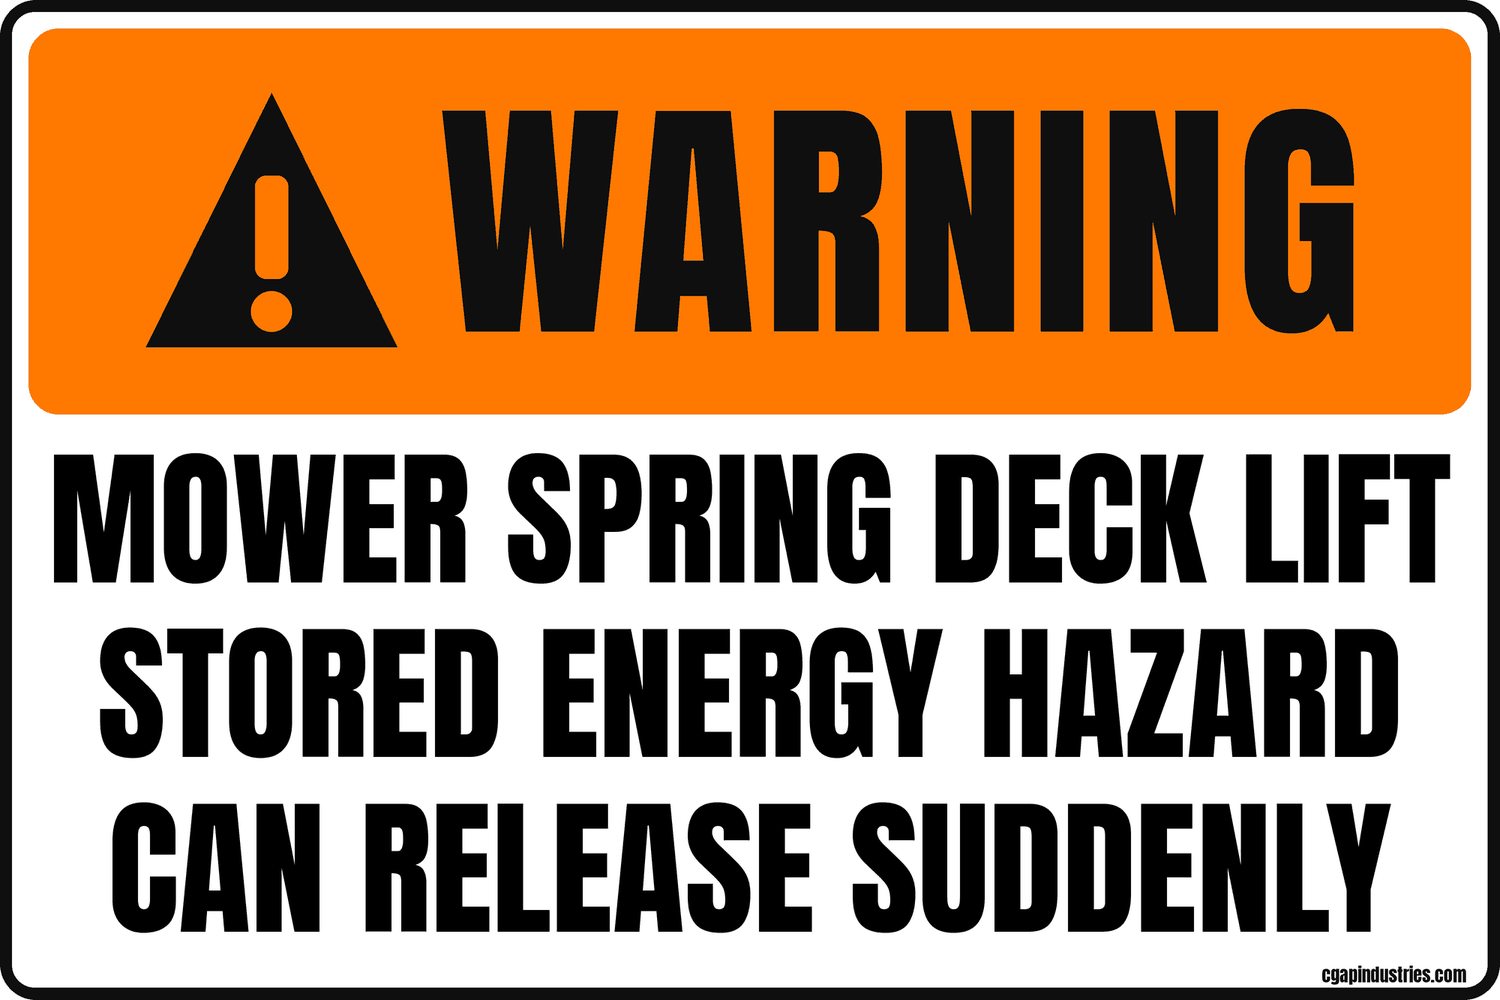 WARNING
MOWER SPRING DECK LIFT
STORED ENERGY HAZARD
CAN RELEASE SUDDENLY
cgapindustries.com